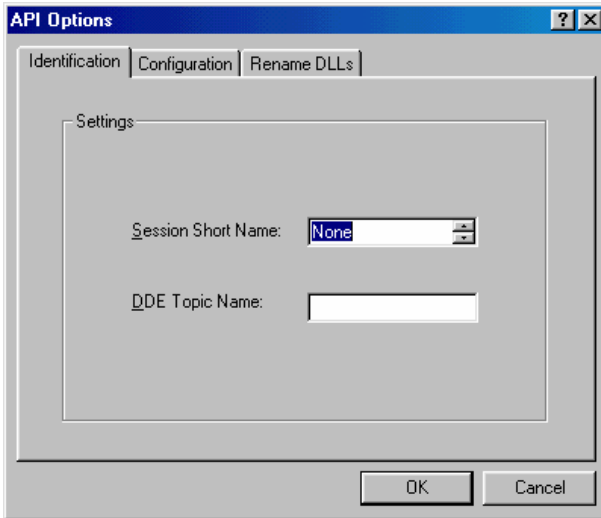 API Options
Identification Configuration Rename DLLs
Settings
Session Short Name: None
DDE Topic Name:
OK Cancel